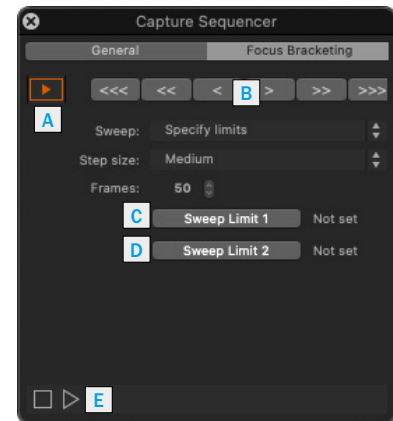 Capture Sequencer
General Focus Bracketing
<<< << < > >> >>>
A B
Sweep: Specify limits
Step size: Medium
Frames: 50
C Sweep Limit 1 Not set
D Sweep Limit 2 Not set
E